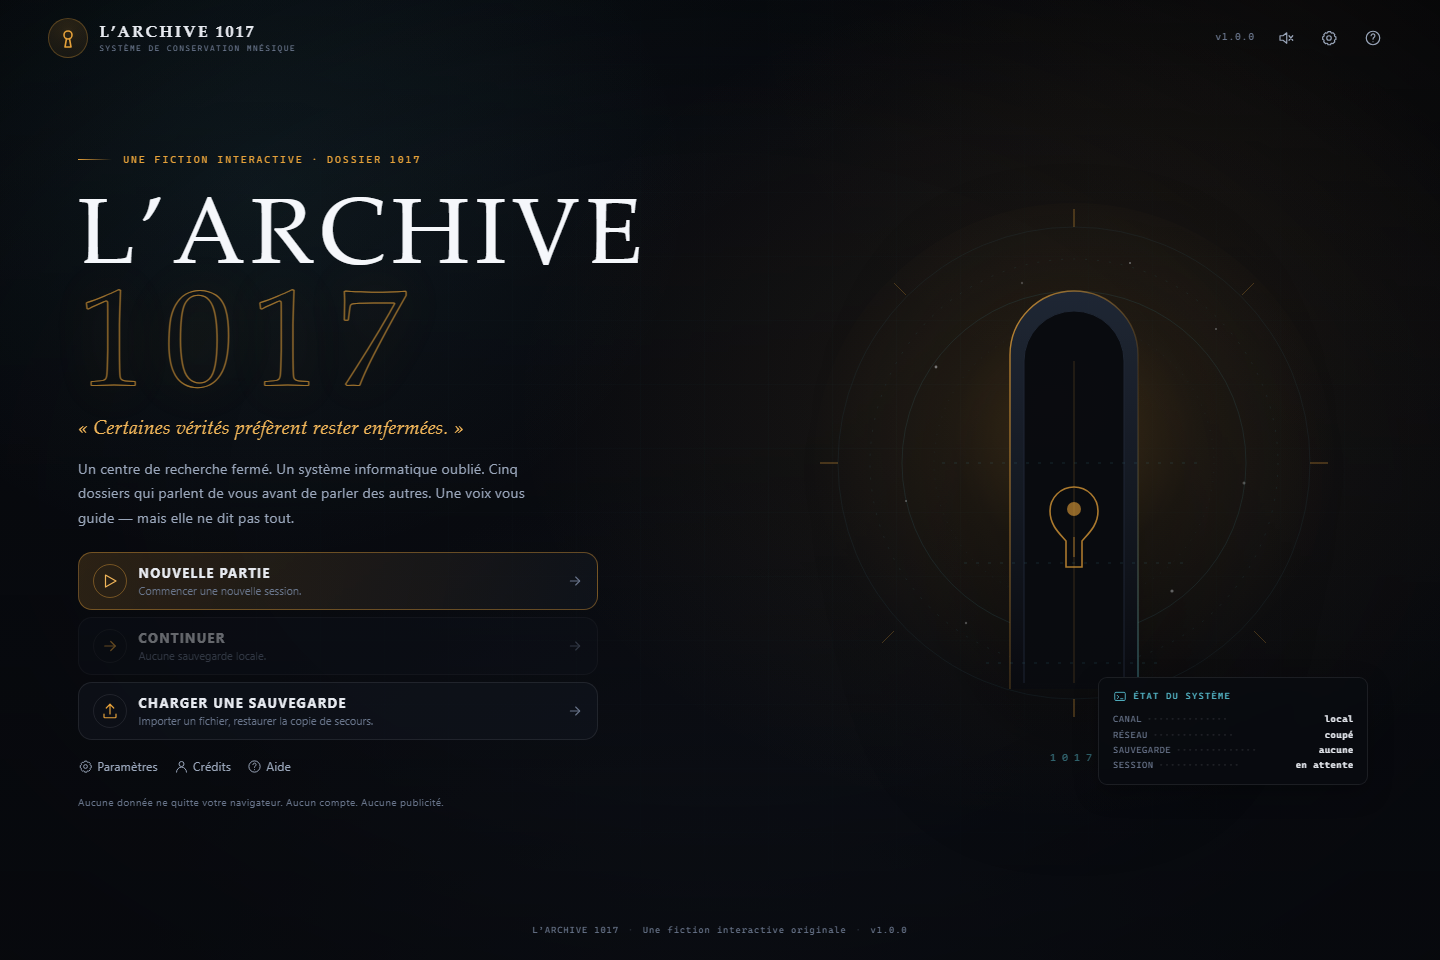 L’ARCHIVE 1017
SYSTÈME DE CONSERVATION MNÉSIQUE
v1.0.0
UNE FICTION INTERACTIVE · DOSSIER 1017
L’ARCHIVE
1017
« Certaines vérités préfèrent rester enfermées. »
Un centre de recherche fermé. Un système informatique oublié. Cinq
dossiers qui parlent de vous avant de parler des autres. Une voix vous
guide — mais elle ne dit pas tout.
NOUVELLE PARTIE
Commencer une nouvelle session.
CONTINUER
Aucune sauvegarde locale.
CHARGER UNE SAUVEGARDE
Importer un fichier, restaurer la copie de secours.
Paramètres Crédits Aide
Aucune donnée ne quitte votre navigateur. Aucun compte. Aucune publicité.
1017
ÉTAT DU SYSTÈME
CANAL ·············· local
RÉSEAU ·············· coupé
SAUVEGARDE ·············· aucune
SESSION ·············· en attente
L’ARCHIVE 1017 · Une fiction interactive originale · v1.0.0